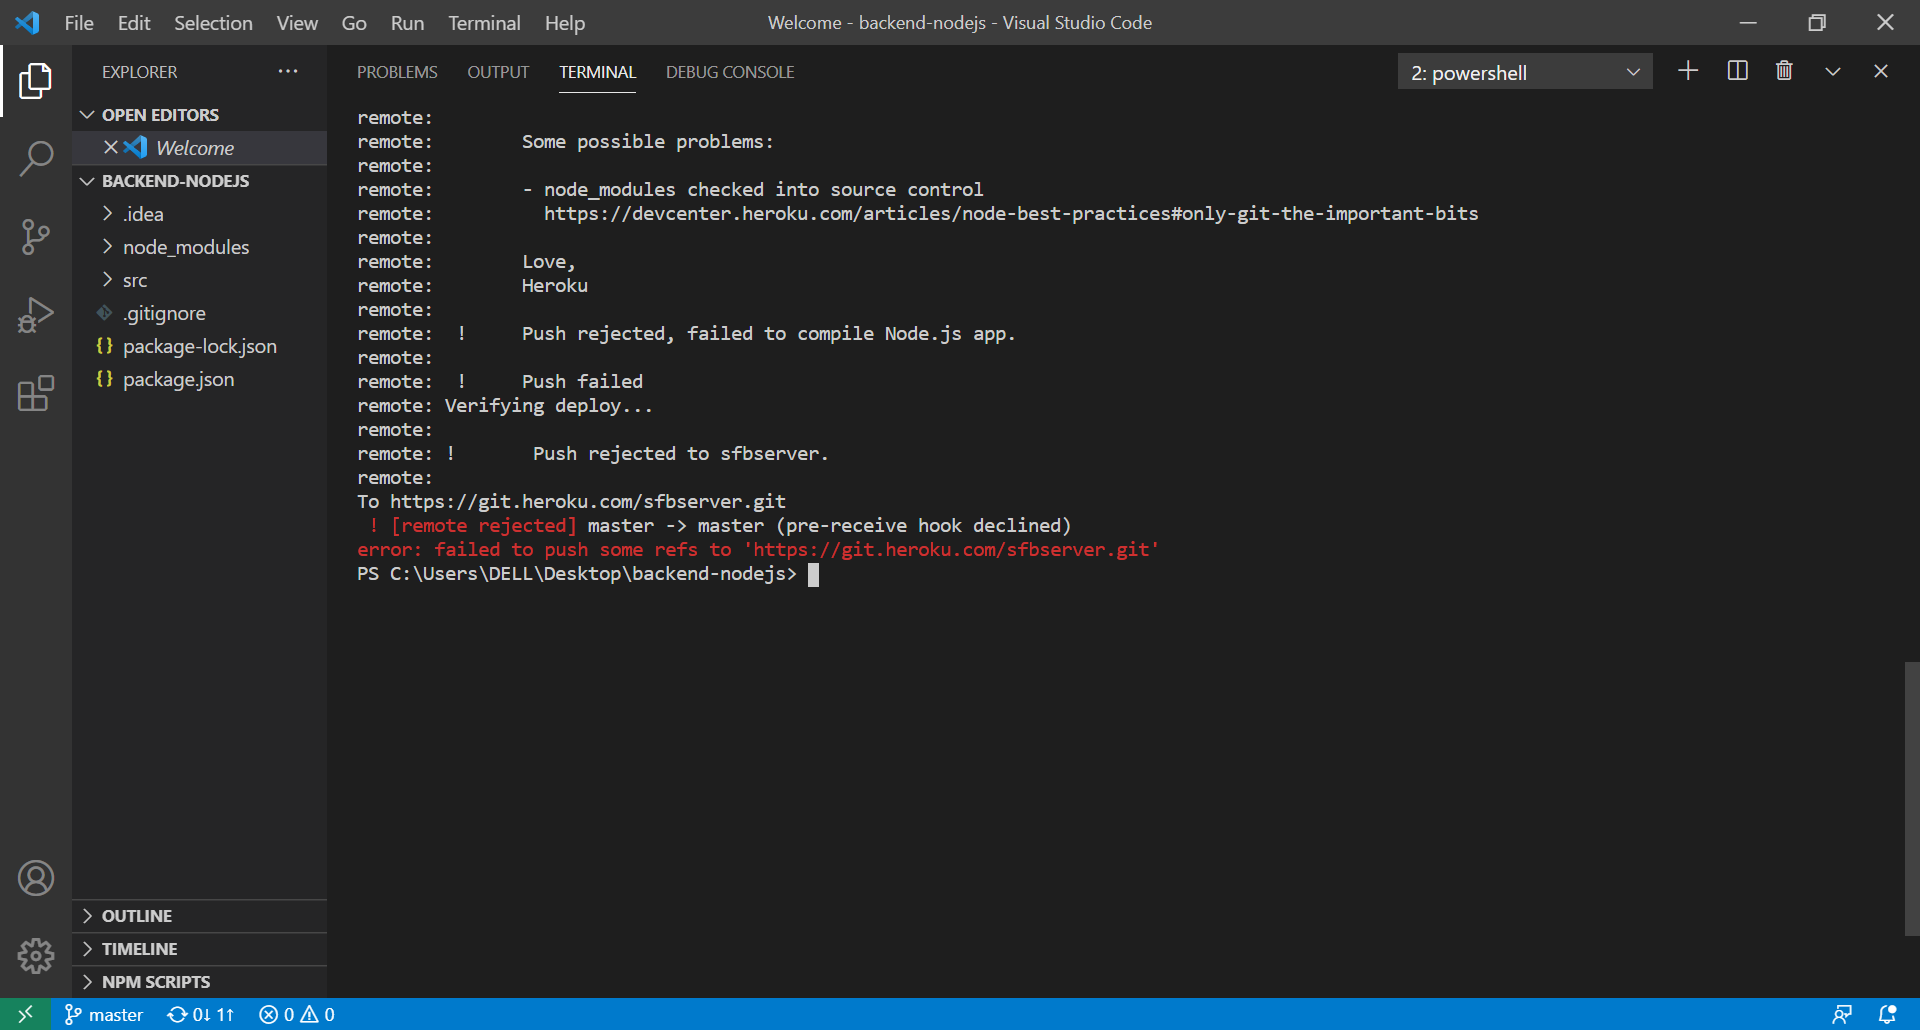 File Edit Selection View Go Run Terminal Help Welcome - backend-nodejs - Visual Studio Code
EXPLORER
OPEN EDITORS
Welcome
BACKEND-NODEJS
.idea
node_modules
src
.gitignore
package-lock.json
package.json
OUTLINE
TIMELINE
NPM SCRIPTS
PROBLEMS OUTPUT TERMINAL DEBUG CONSOLE 2: powershell
remote:
remote:        Some possible problems:
remote:
remote:        - node_modules checked into source control
remote:          https://devcenter.heroku.com/articles/node-best-practices#only-git-the-important-bits
remote:
remote:        Love,
remote:        Heroku
remote:
remote:  !     Push rejected, failed to compile Node.js app.
remote:
remote:  !     Push failed
remote: Verifying deploy...
remote:
remote: !       Push rejected to sfbserver.
remote:
To https://git.heroku.com/sfbserver.git
 ! [remote rejected] master -> master (pre-receive hook declined)
error: failed to push some refs to 'https://git.heroku.com/sfbserver.git'
PS C:\Users\DELL\Desktop\backend-nodejs>
master 0↓ 1↑ 0 0